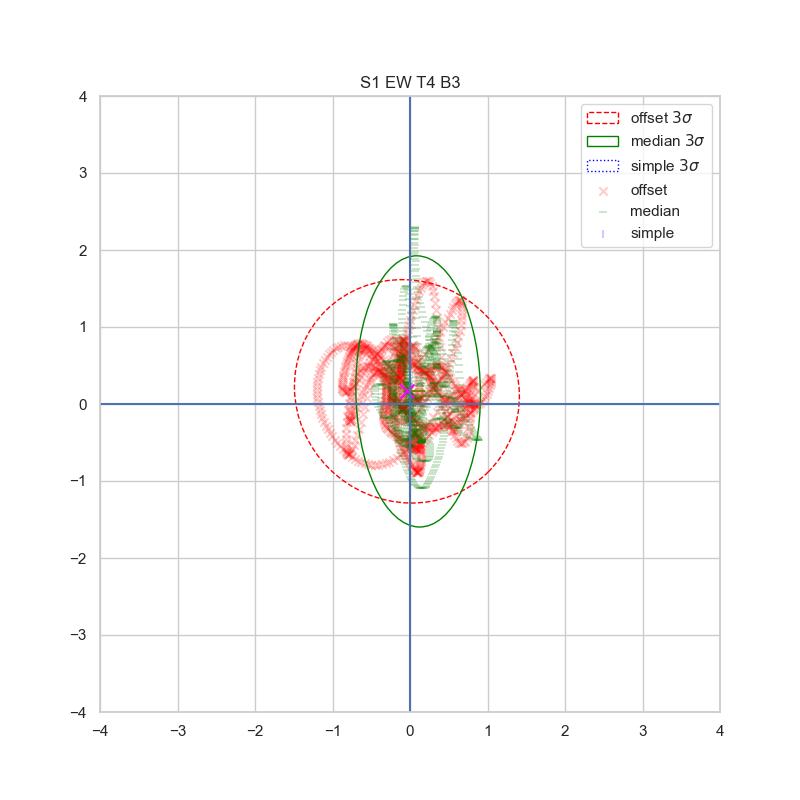 S1 EW T4 B3
4
3
2
1
0
−1
−2
−3
−4
−4 −3 −2 −1 0 1 2 3 4
offset 3σ
median 3σ
simple 3σ
offset
median
simple